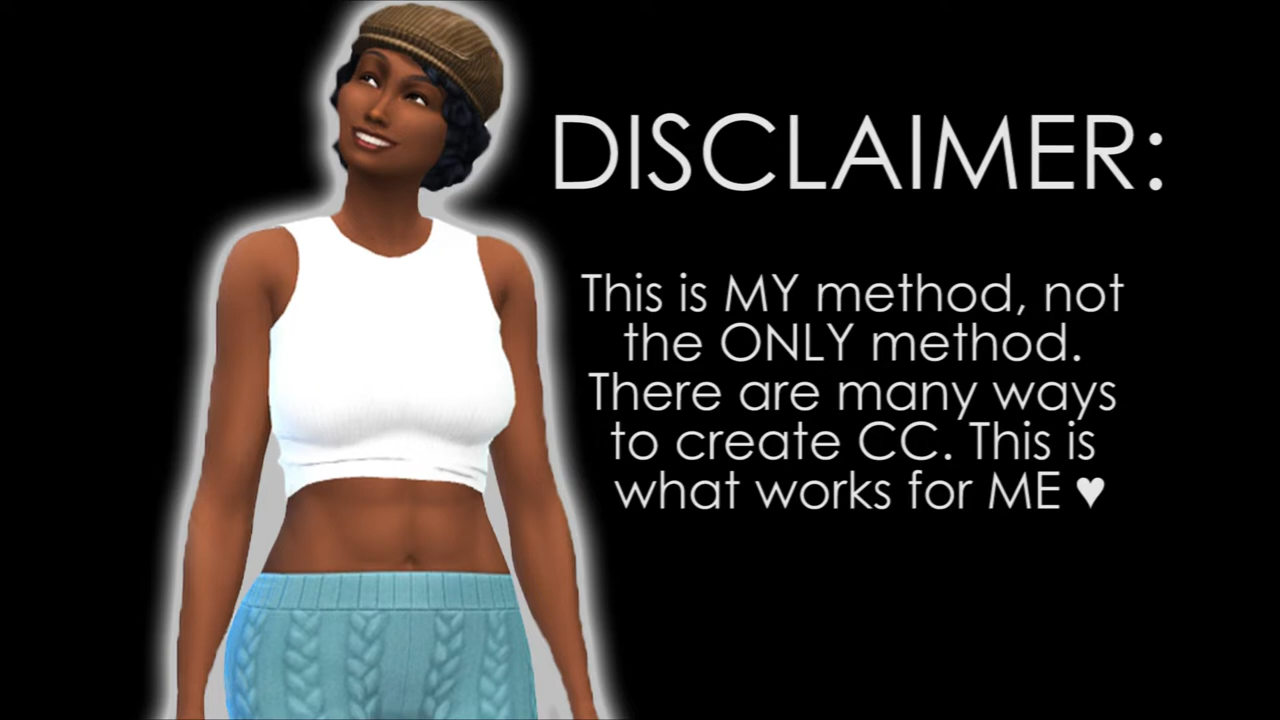 DISCLAIMER:
This is MY method, not
the ONLY method.
There are many ways
to create CC. This is
what works for ME ♥